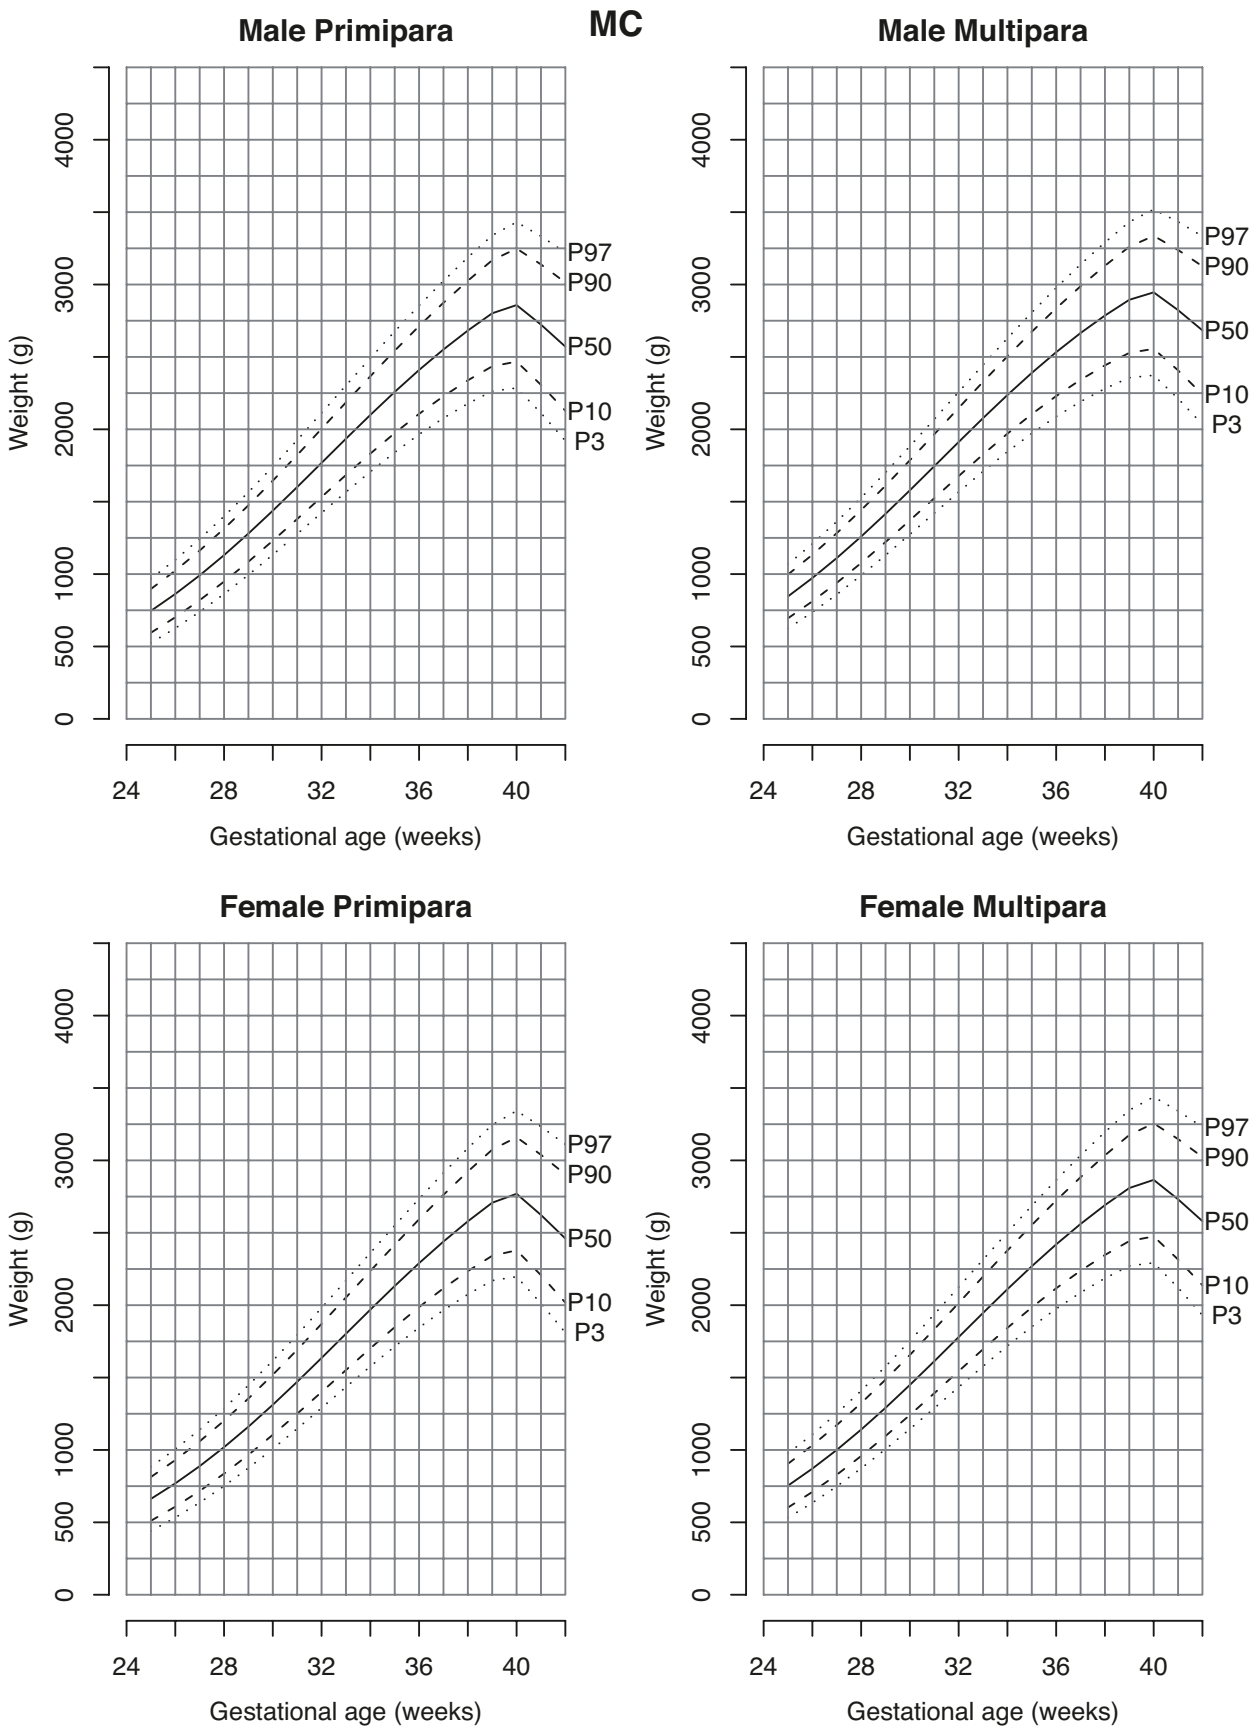 MC
Male Primipara
Weight (g)
4000
3000
2000
1000
500
0
P97
P90
P50
P10
P3
24 28 32 36 40
Gestational age (weeks)
Male Multipara
Weight (g)
4000
3000
2000
1000
500
0
P97
P90
P50
P10
P3
24 28 32 36 40
Gestational age (weeks)
Female Primipara
Weight (g)
4000
3000
2000
1000
500
0
P97
P90
P50
P10
P3
24 28 32 36 40
Gestational age (weeks)
Female Multipara
Weight (g)
4000
3000
2000
1000
500
0
P97
P90
P50
P10
P3
24 28 32 36 40
Gestational age (weeks)